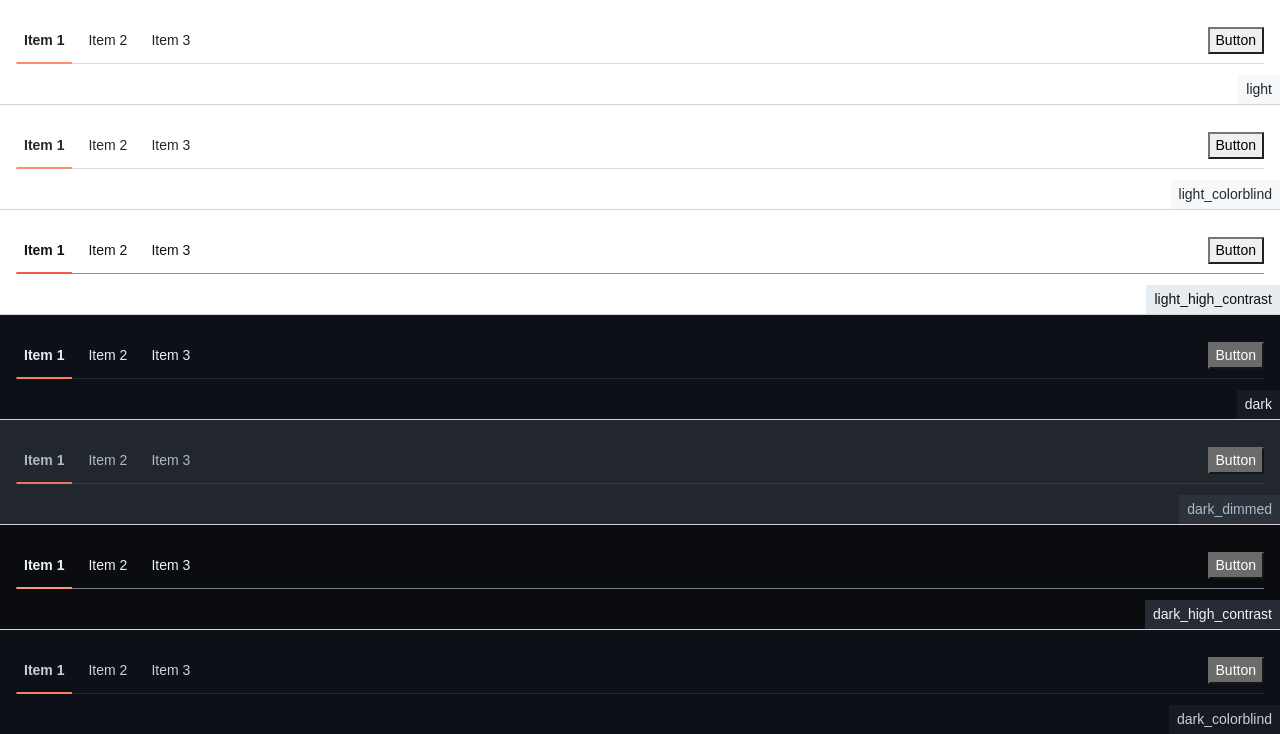 Item 1 Item 2 Item 3 Button
light
Item 1 Item 2 Item 3 Button
light_colorblind
Item 1 Item 2 Item 3 Button
light_high_contrast
Item 1 Item 2 Item 3 Button
dark
Item 1 Item 2 Item 3 Button
dark_dimmed
Item 1 Item 2 Item 3 Button
dark_high_contrast
Item 1 Item 2 Item 3 Button
dark_colorblind